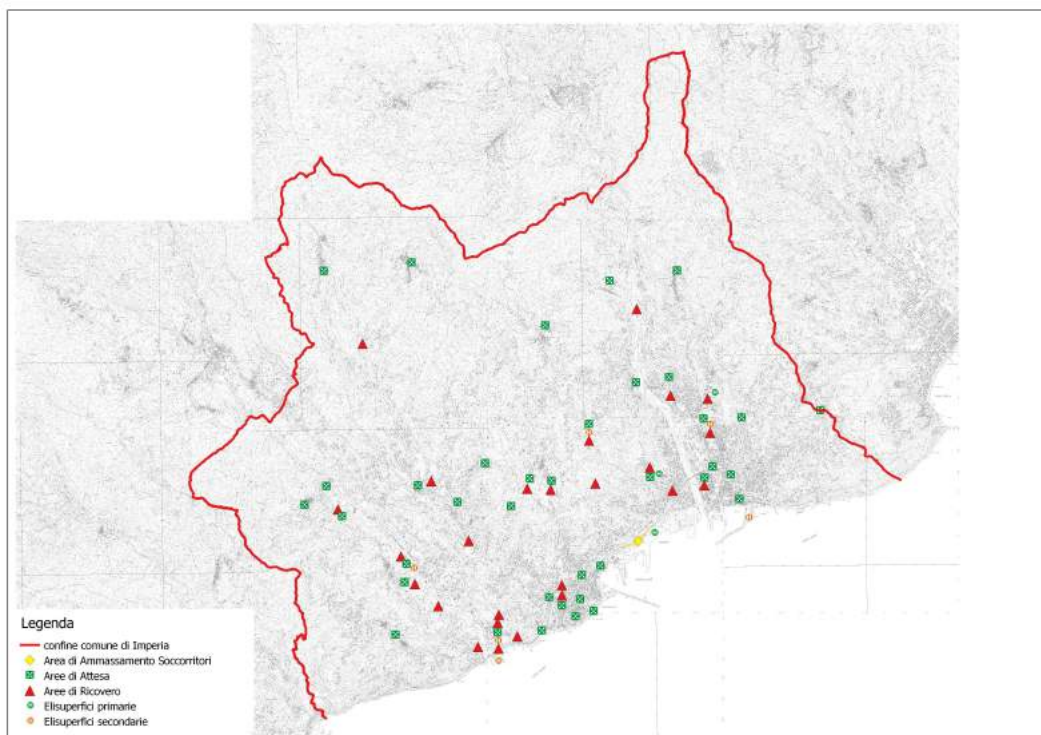 Legenda
confine comune di Imperia
Area di Ammassamento Soccorritori
Aree di Attesa
Aree di Ricovero
Elisuperfici primarie
Elisuperfici secondarie